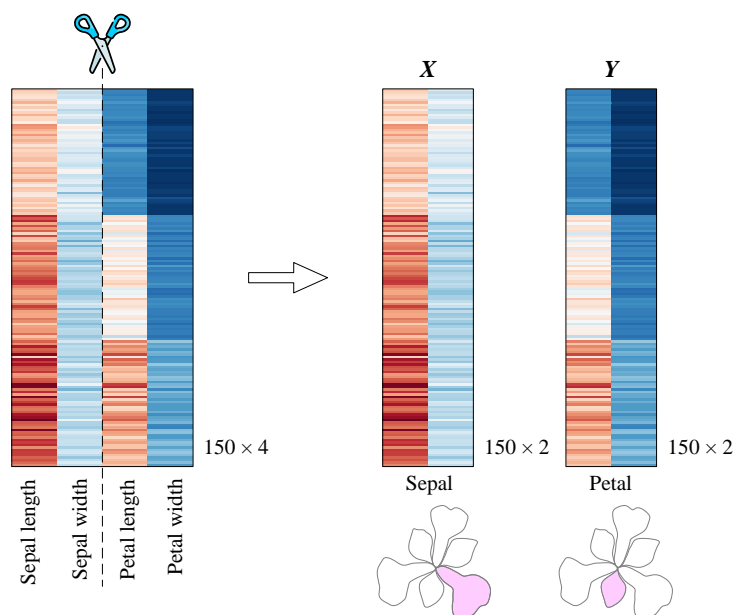 X
Y
150 × 4
150 × 2
150 × 2
Sepal length
Sepal width
Petal length
Petal width
Sepal
Petal